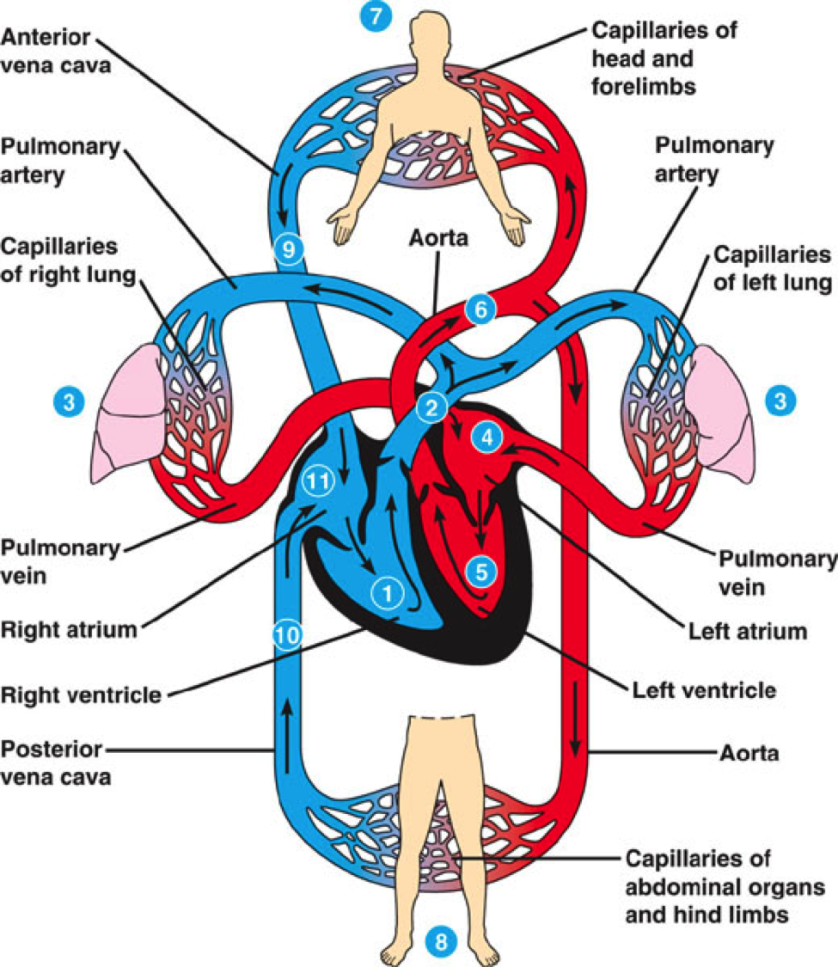 7
Anterior
vena cava
Capillaries of
head and
forelimbs
Pulmonary
artery
Pulmonary
artery
Capillaries
of right lung
9
Aorta
Capillaries
of left lung
6
3
2
3
4
11
5
1
Pulmonary
vein
Pulmonary
vein
Right atrium
10
Left atrium
Right ventricle
Left ventricle
Posterior
vena cava
Aorta
Capillaries of
abdominal organs
and hind limbs
8